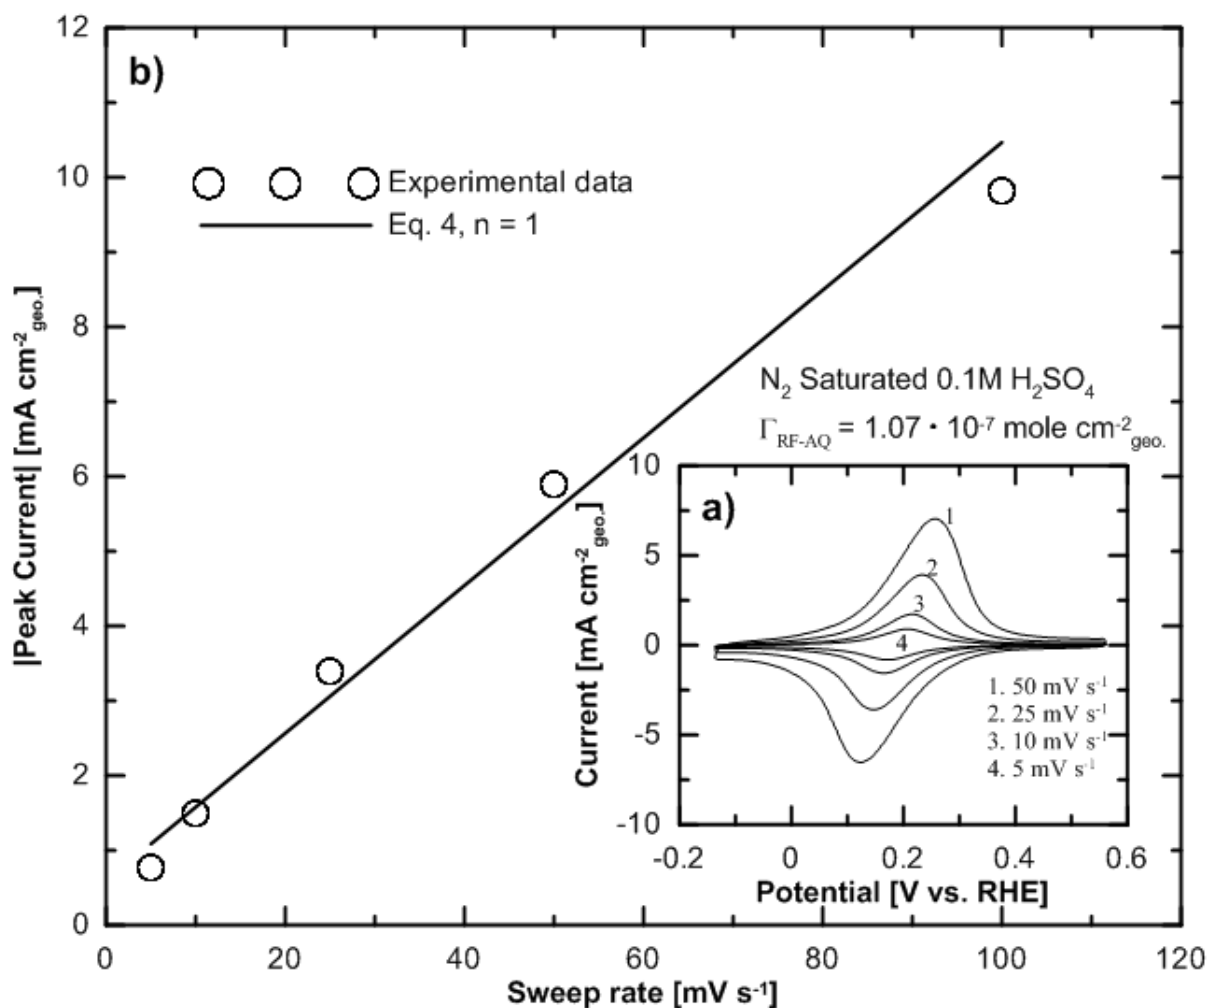 12
10
8
6
4
2
0
|Peak Current| [mA cm⁻²geo.]
b)
Experimental data
Eq. 4, n = 1
N₂ Saturated 0.1M H₂SO₄
Γ_RF-AQ = 1.07 • 10⁻⁷ mole cm⁻²geo.
10
5
0
-5
-10
Current [mA cm⁻²geo.]
a)
1
2
3
4
1. 50 mV s⁻¹
2. 25 mV s⁻¹
3. 10 mV s⁻¹
4. 5 mV s⁻¹
-0.2 0 0.2 0.4 0.6
Potential [V vs. RHE]
0 20 40 60 80 100 120
Sweep rate [mV s⁻¹]